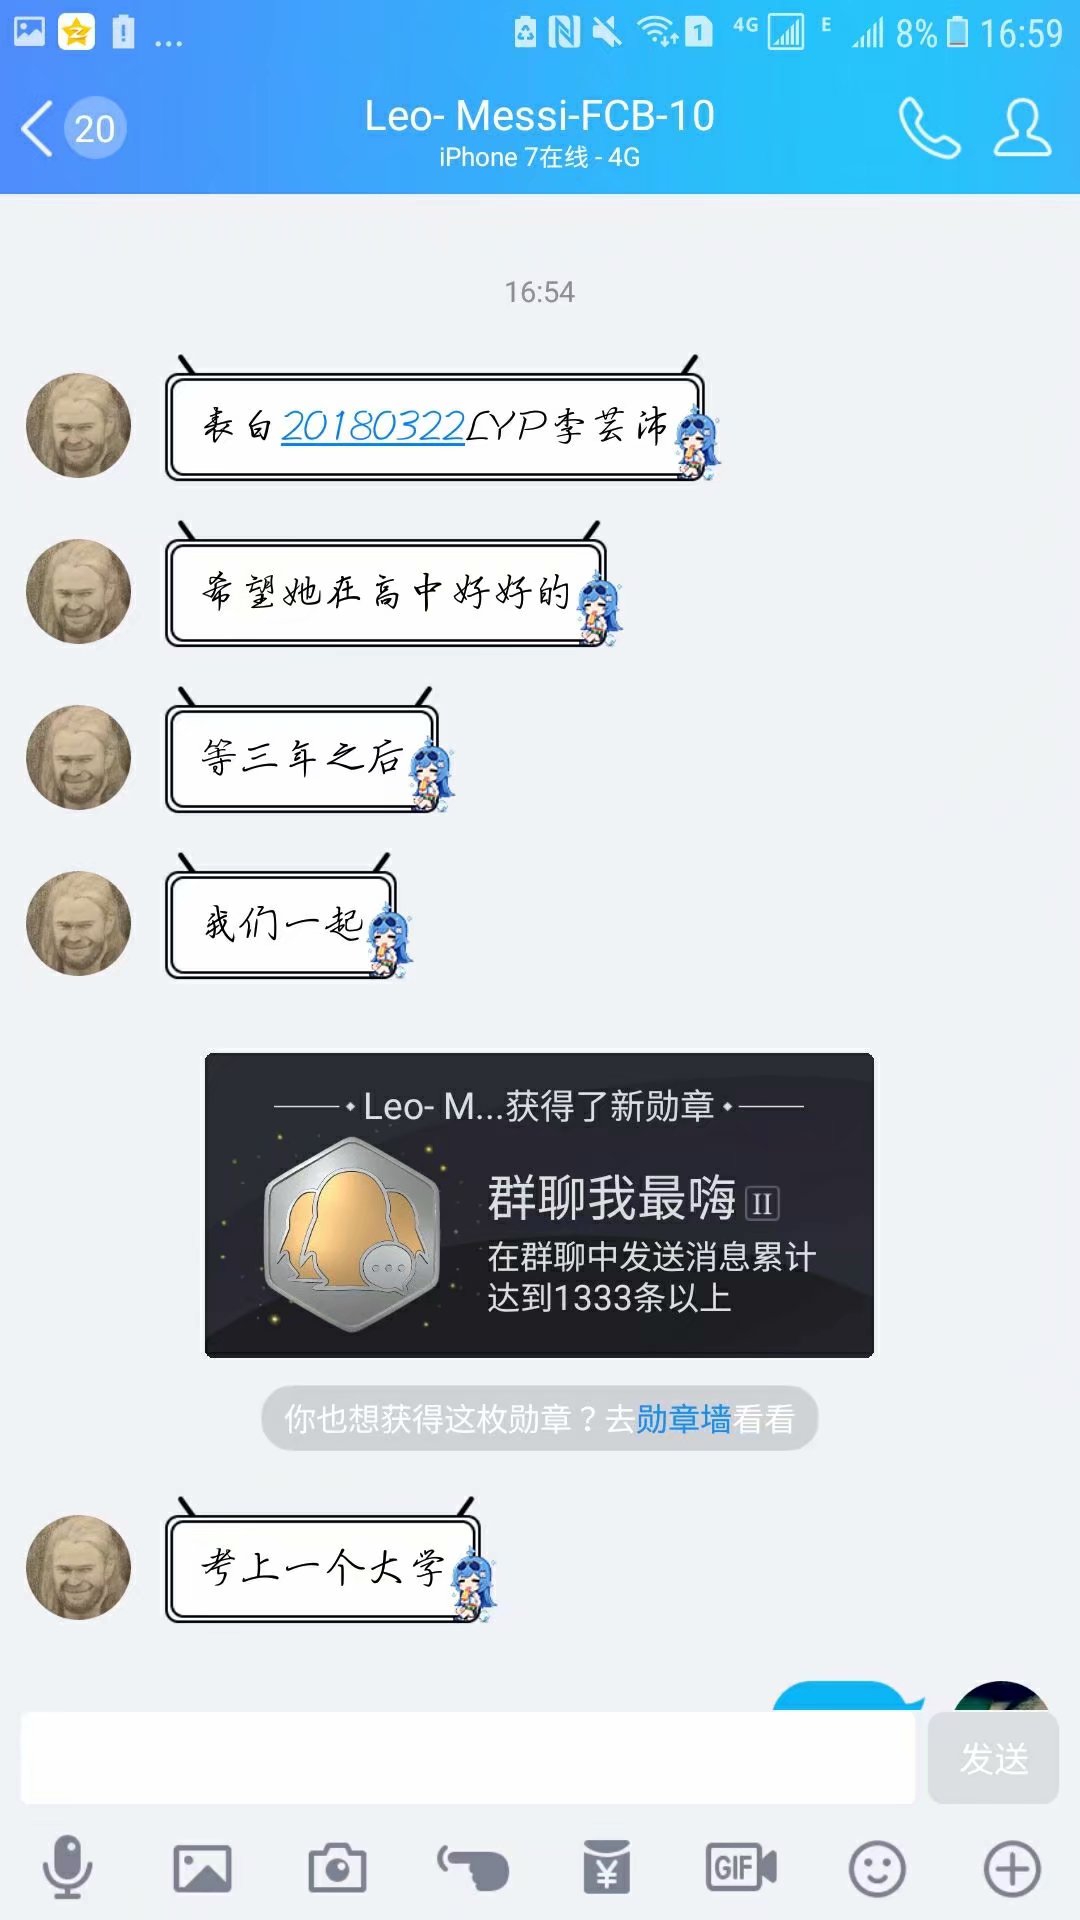 ... 1 4G E 8% 16:59
20
Leo- Messi-FCB-10
iPhone 7在线 - 4G
16:54
表白20180322LYP李芸沛
希望她在高中好好的
等三年之后
我们一起
Leo- M...获得了新勋章
群聊我最嗨 II
在群聊中发送消息累计
达到1333条以上
你也想获得这枚勋章？去勋章墙看看
考上一个大学
发送
¥
GIF